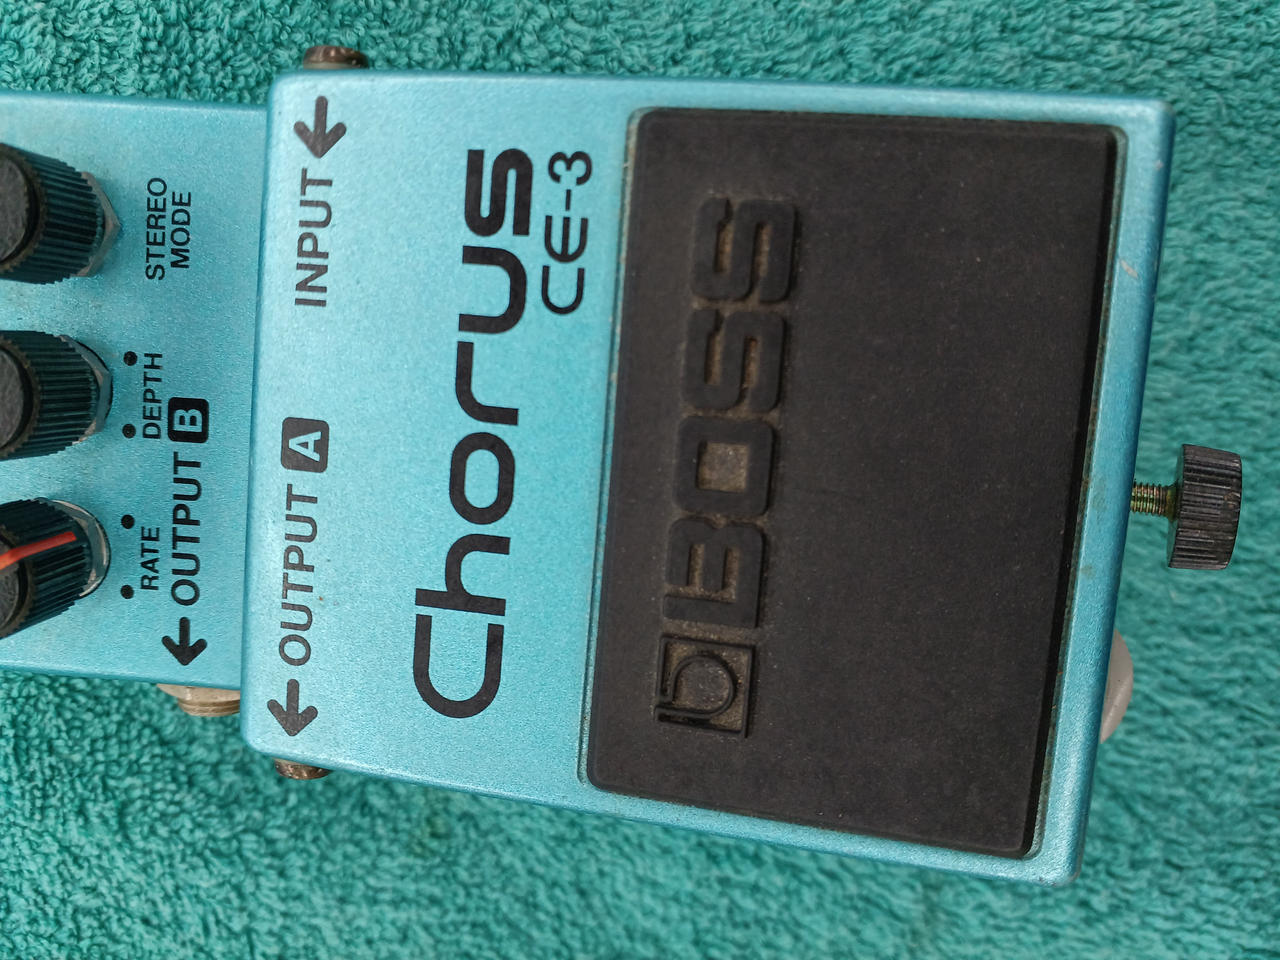 RATE
DEPTH
STEREO
MODE
OUTPUT B
OUTPUT A
INPUT
Chorus
CE-3
BOSS